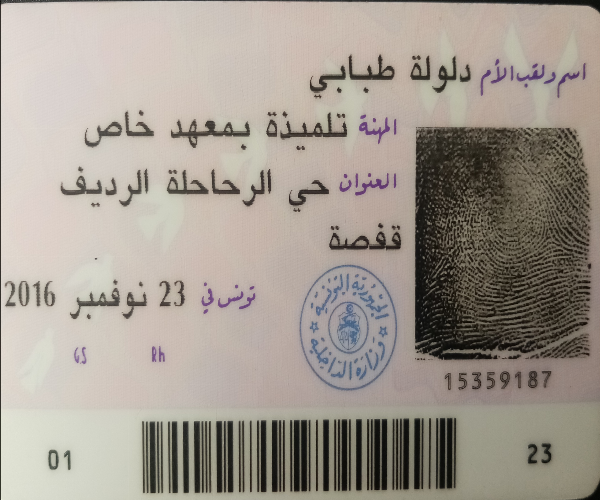 اسم ولقب الأم دلولة طبابي
المهنة تلميذة بمعهد خاص
العنوان حي الرحاحلة الرديف
قفصة
تونس في 23 نوفمبر 2016
الجمهورية التونسية
وزارة الداخلية
GS Rh
15359187
01 23